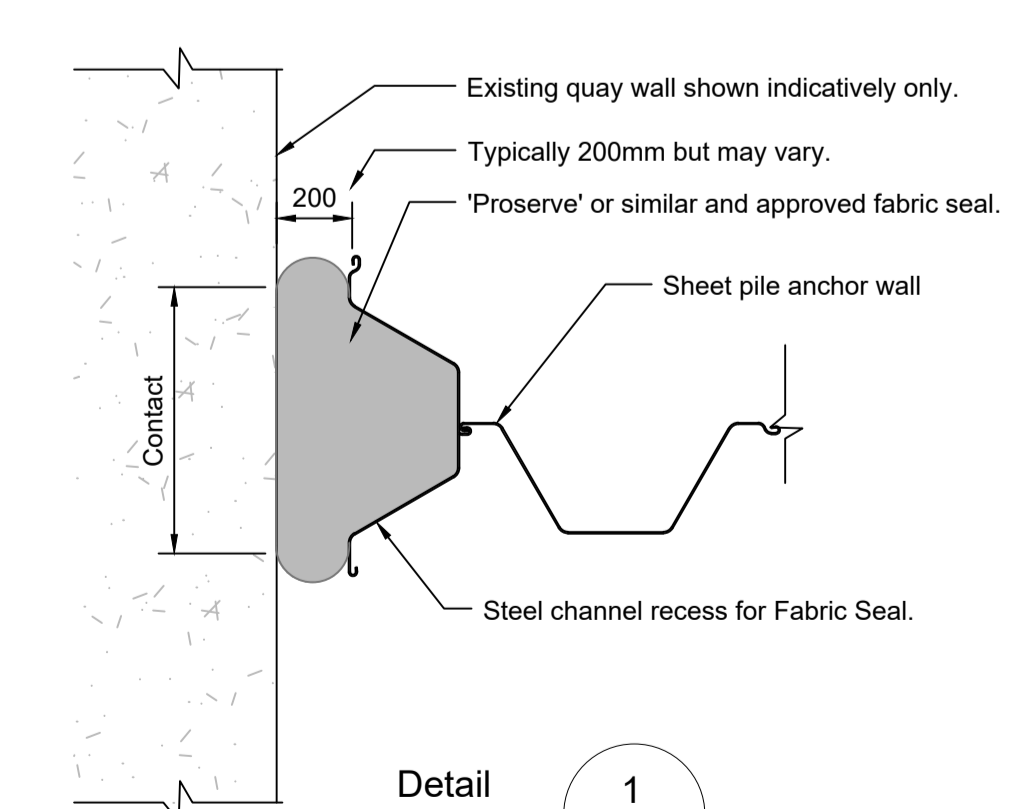 Existing quay wall shown indicatively only.
Typically 200mm but may vary.
200
'Proserve' or similar and approved fabric seal.
Sheet pile anchor wall
Contact
Steel channel recess for Fabric Seal.
Detail
1